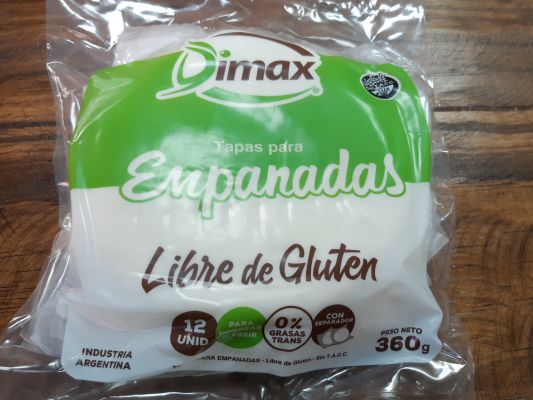 Dimax
Tapas para
Empanadas
Libre de Gluten
12
UNID
PARA
FREIR
0%
GRASAS
TRANS
CON
SEPARADOR
PESO NETO
360g
INDUSTRIA
ARGENTINA
PARA EMPANADAS - Libre de Gluten - Sin T.A.C.C.